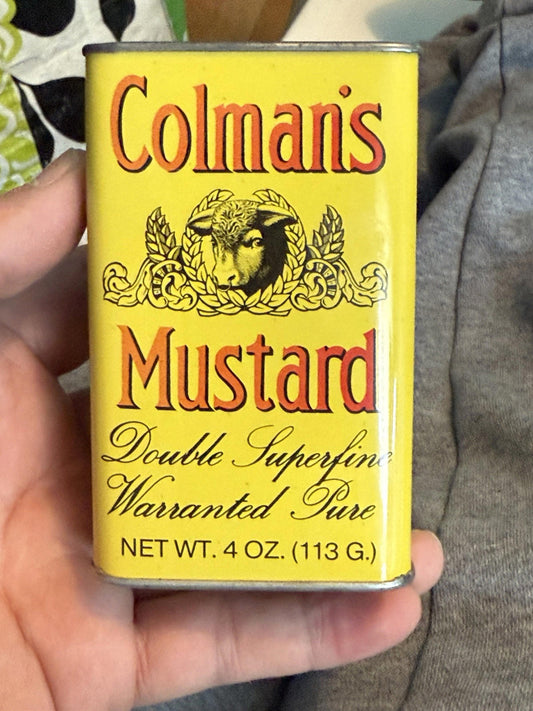 Colman's
Mustard
Double Superfine
Warranted Pure
NET WT. 4 OZ. (113 G.)